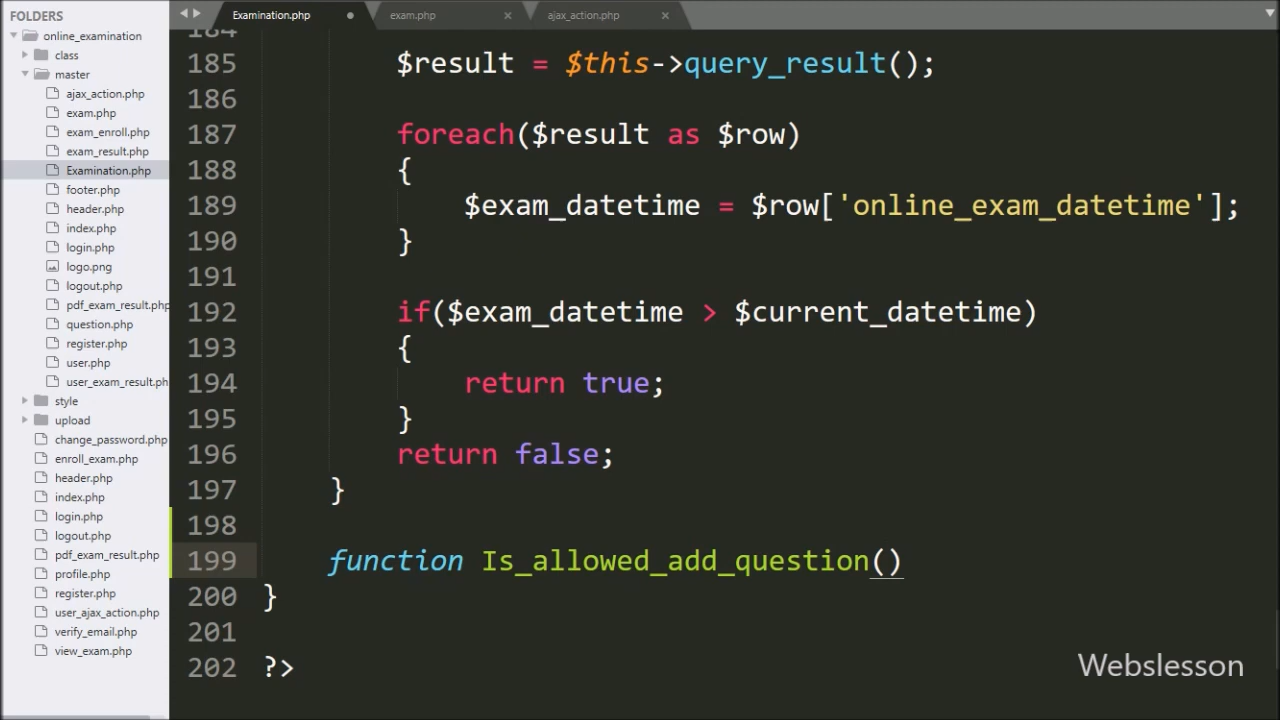 FOLDERS
online_examination
class
master
ajax_action.php
exam.php
exam_enroll.php
exam_result.php
Examination.php
footer.php
header.php
index.php
login.php
logo.png
logout.php
pdf_exam_result.php
question.php
register.php
user.php
user_exam_result.ph
style
upload
change_password.php
enroll_exam.php
header.php
index.php
login.php
logout.php
pdf_exam_result.php
profile.php
register.php
user_ajax_action.php
verify_email.php
view_exam.php
Examination.php exam.php ajax_action.php
184
185 $result = $this->query_result();
186
187 foreach($result as $row)
188 {
189 $exam_datetime = $row['online_exam_datetime'];
190 }
191
192 if($exam_datetime > $current_datetime)
193 {
194 return true;
195 }
196 return false;
197 }
198
199 function Is_allowed_add_question()
200 }
201
202 ?>
Webslesson